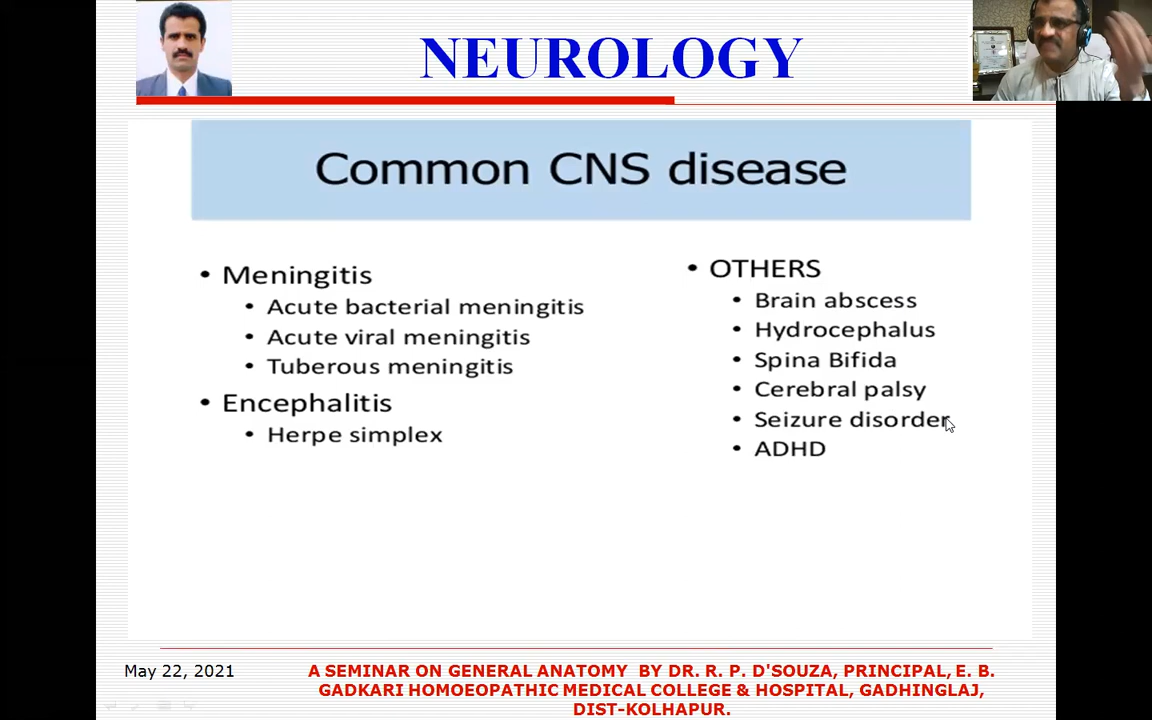 NEUROLOGY
Common CNS disease
• Meningitis
• Acute bacterial meningitis
• Acute viral meningitis
• Tuberous meningitis
• Encephalitis
• Herpe simplex
• OTHERS
• Brain abscess
• Hydrocephalus
• Spina Bifida
• Cerebral palsy
• Seizure disorder
• ADHD
May 22, 2021
A SEMINAR ON GENERAL ANATOMY BY DR. R. P. D'SOUZA, PRINCIPAL, E. B.
GADKARI HOMOEOPATHIC MEDICAL COLLEGE & HOSPITAL, GADHINGLAJ,
DIST-KOLHAPUR.